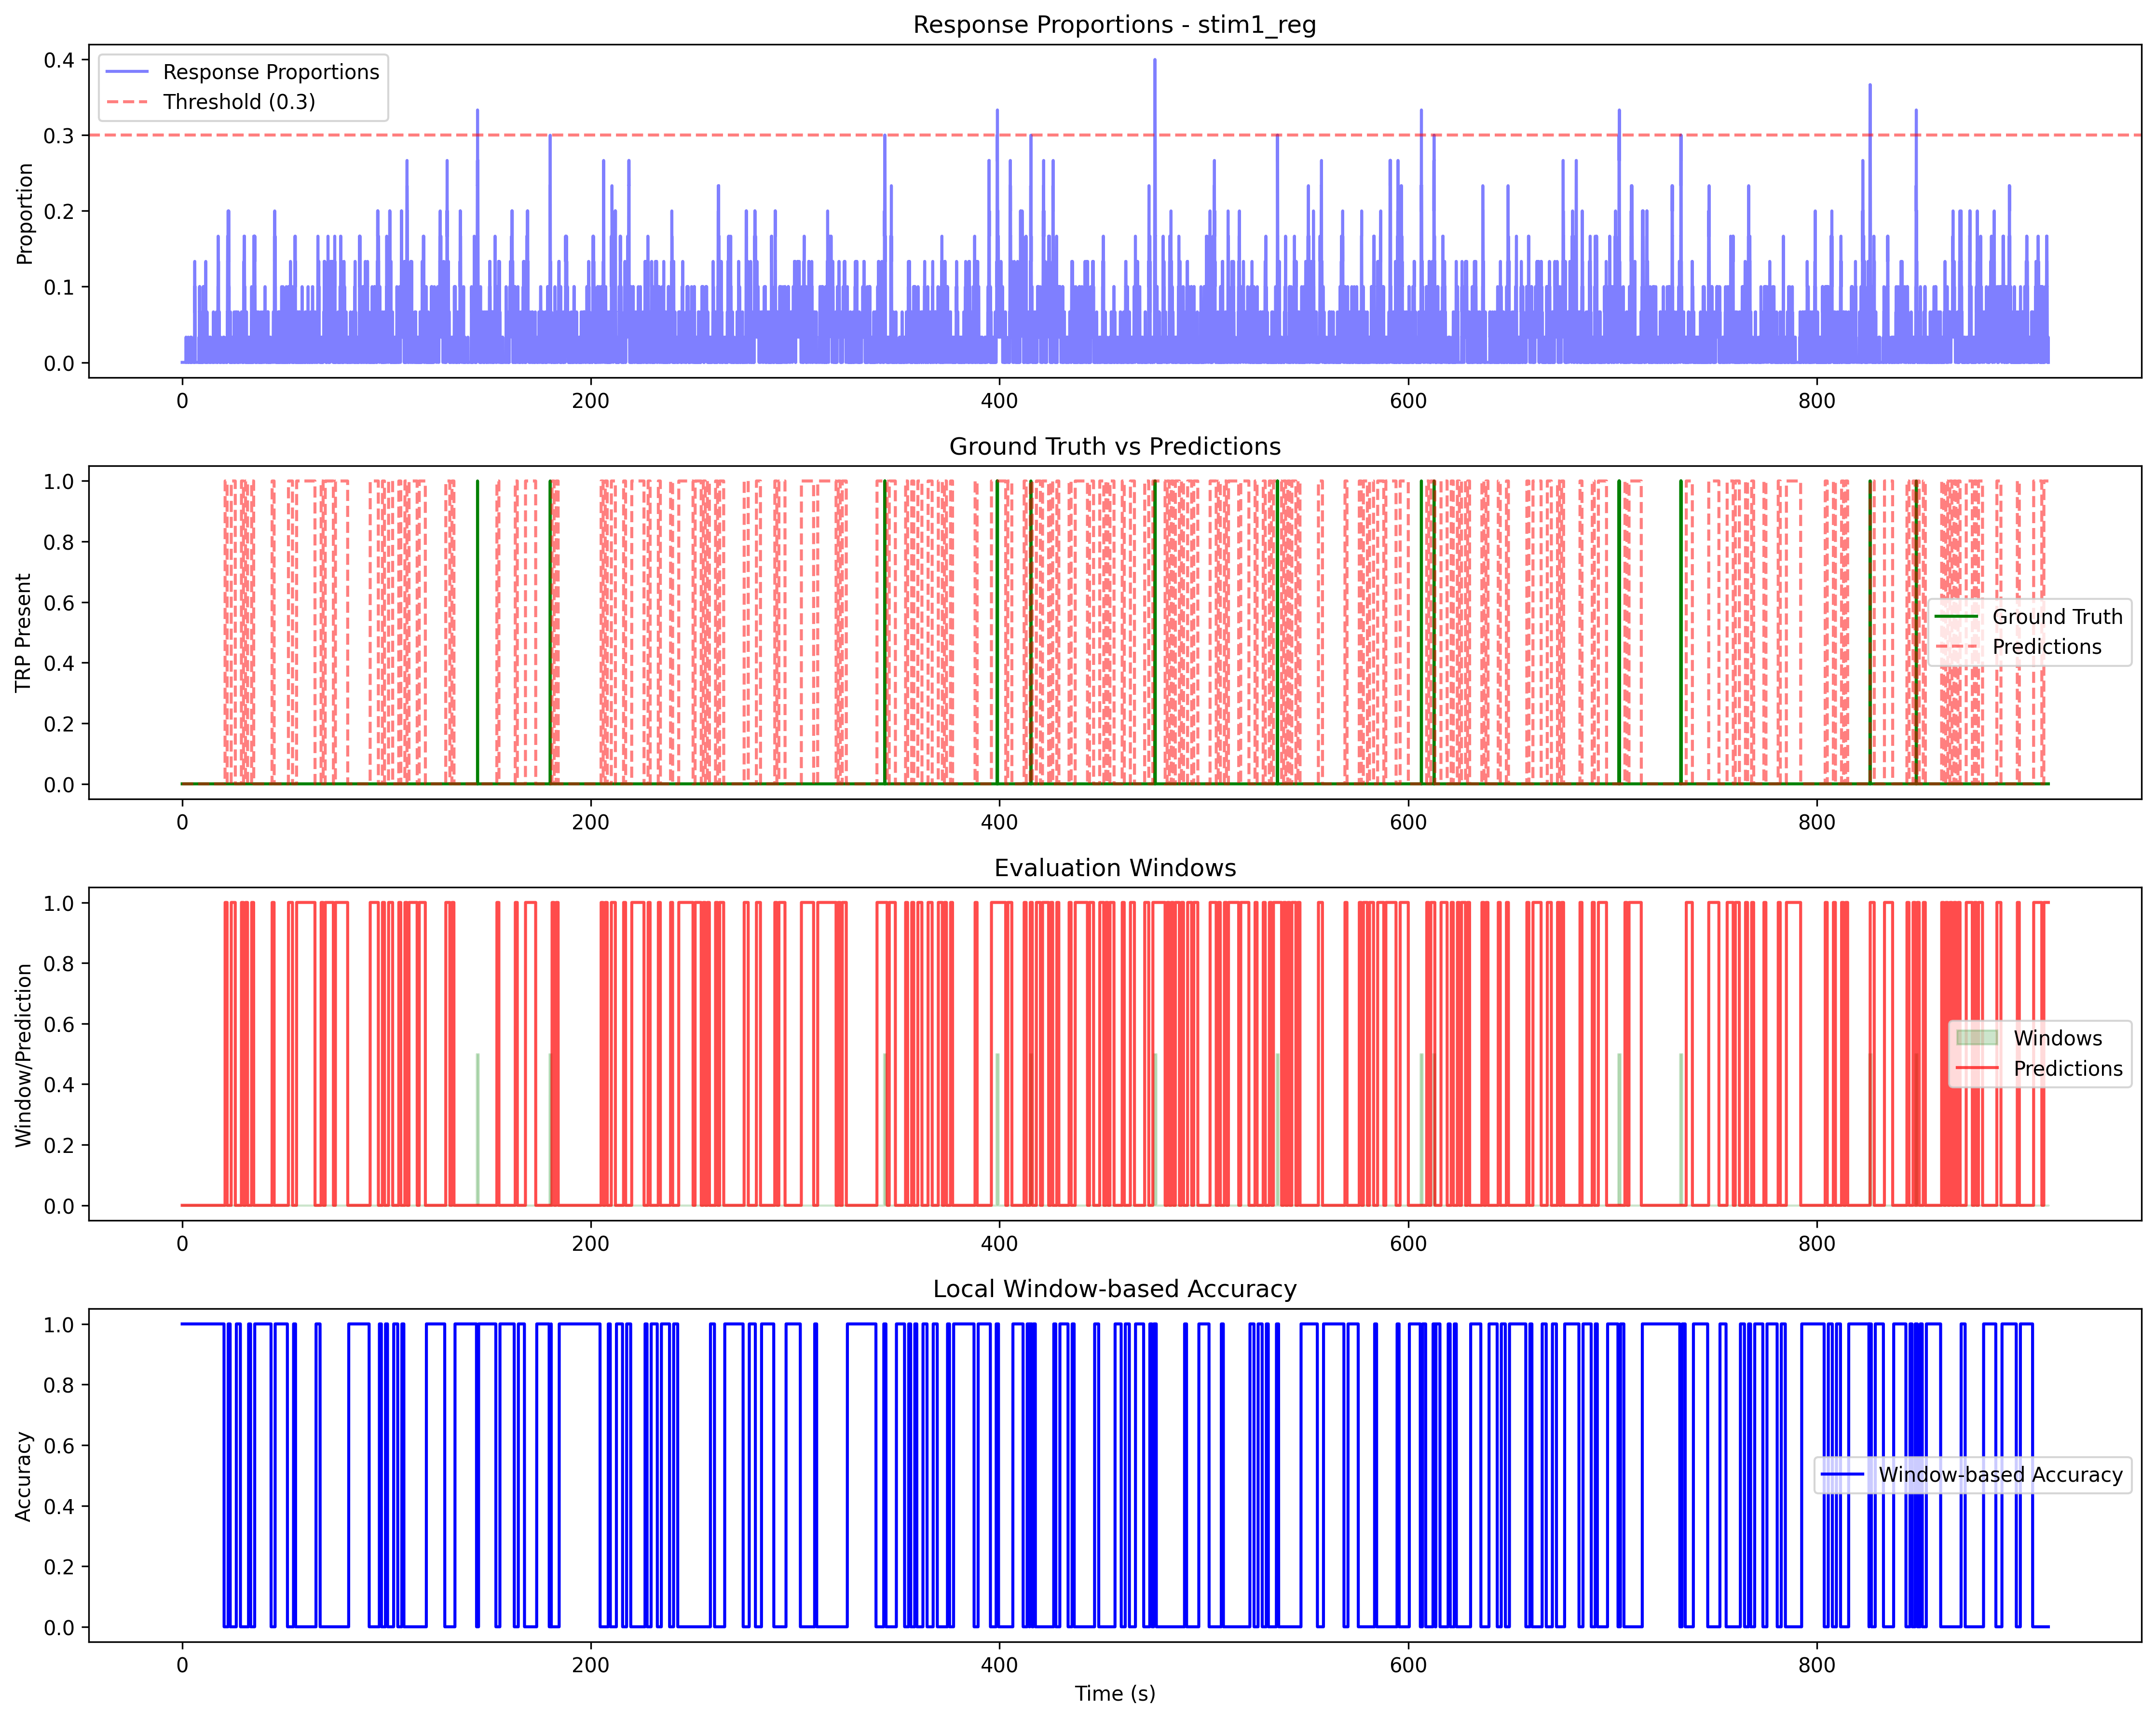 Response Proportions - stim1_reg
Proportion
0.4
0.3
0.2
0.1
0.0
Response Proportions
Threshold (0.3)
0
200
400
600
800
Ground Truth vs Predictions
TRP Present
1.0
0.8
0.6
0.4
0.2
0.0
Ground Truth
Predictions
0
200
400
600
800
Evaluation Windows
Window/Prediction
1.0
0.8
0.6
0.4
0.2
0.0
Windows
Predictions
0
200
400
600
800
Local Window-based Accuracy
Accuracy
1.0
0.8
0.6
0.4
0.2
0.0
Window-based Accuracy
0
200
400
600
800
Time (s)